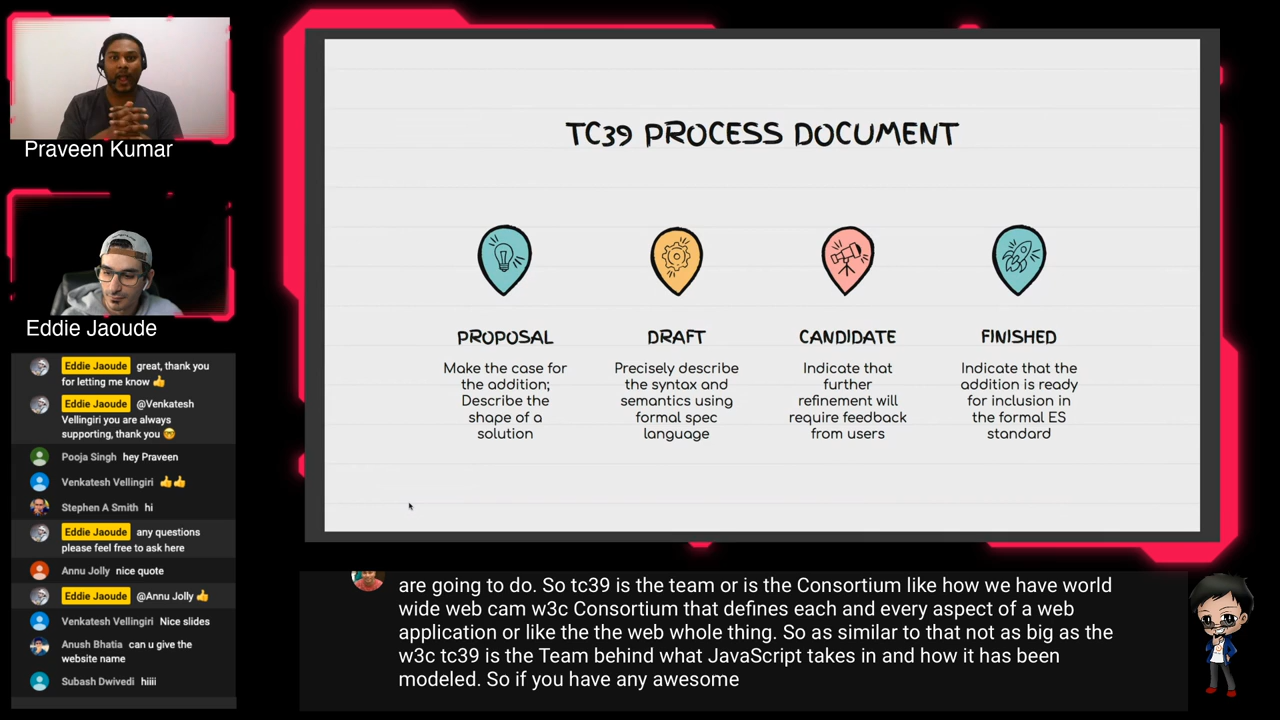 Praveen Kumar
Eddie Jaoude
Eddie Jaoude great, thank you
for letting me know 👍
Eddie Jaoude @Venkatesh
Vellingiri you are always
supporting, thank you 🤓
Pooja Singh hey Praveen
Venkatesh Vellingiri 👍👍
Stephen A Smith hi
Eddie Jaoude any questions
please feel free to ask here
Annu Jolly nice quote
Eddie Jaoude @Annu Jolly 👍
Venkatesh Vellingiri Nice slides
Anush Bhatia can u give the
website name
Subash Dwivedi hiiii
TC39 PROCESS DOCUMENT
PROPOSAL
Make the case for
the addition;
Describe the
shape of a
solution
DRAFT
Precisely describe
the syntax and
semantics using
formal spec
language
CANDIDATE
Indicate that
further
refinement will
require feedback
from users
FINISHED
Indicate that the
addition is ready
for inclusion in
the formal ES
standard
are going to do. So tc39 is the team or is the Consortium like how we have world
wide web cam w3c Consortium that defines each and every aspect of a web
application or like the the web whole thing. So as similar to that not as big as the
w3c tc39 is the Team behind what JavaScript takes in and how it has been
modeled. So if you have any awesome